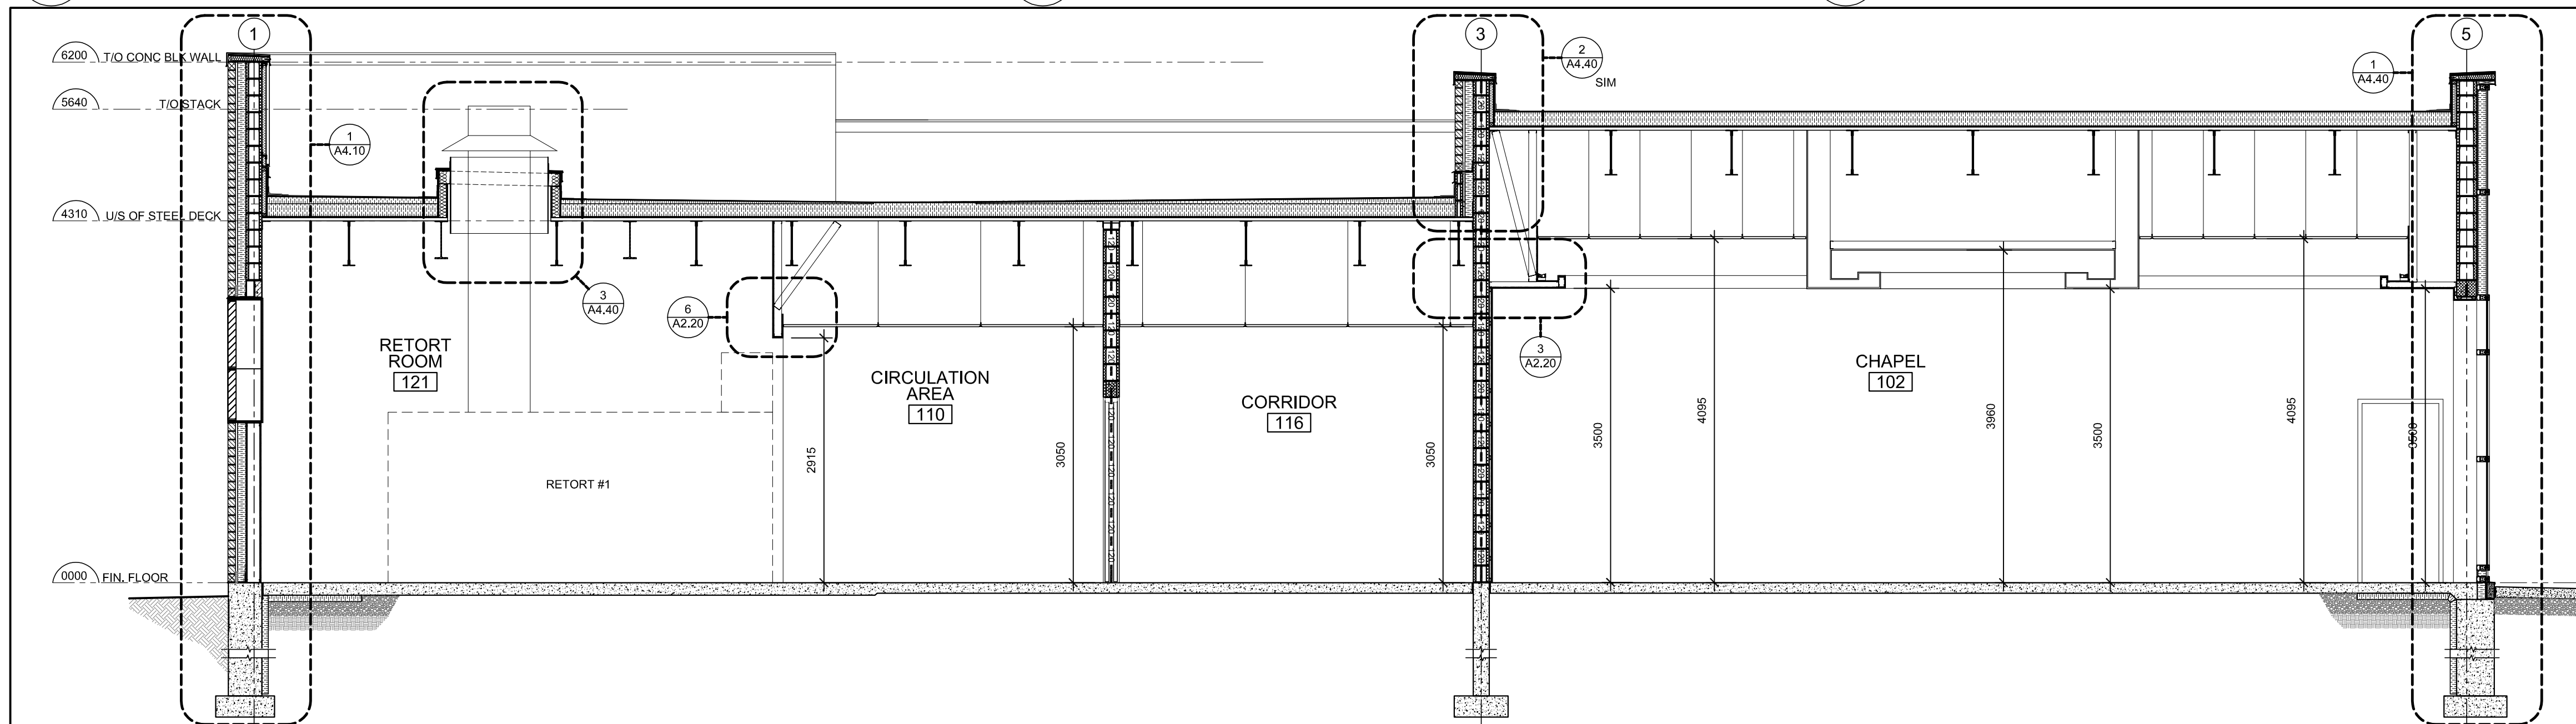 1
3
5
6200 T/O CONC BLK WALL
5640 T/O STACK
4310 U/S OF STEEL DECK
0000 FIN. FLOOR
1
A4.10
2
A4.40
SIM
1
A4.40
3
A4.40
6
A2.20
3
A2.20
RETORT
ROOM
121
RETORT #1
CIRCULATION
AREA
110
CORRIDOR
116
CHAPEL
102
2915
3050
3050
3500
4095
3960
3500
4095
3500